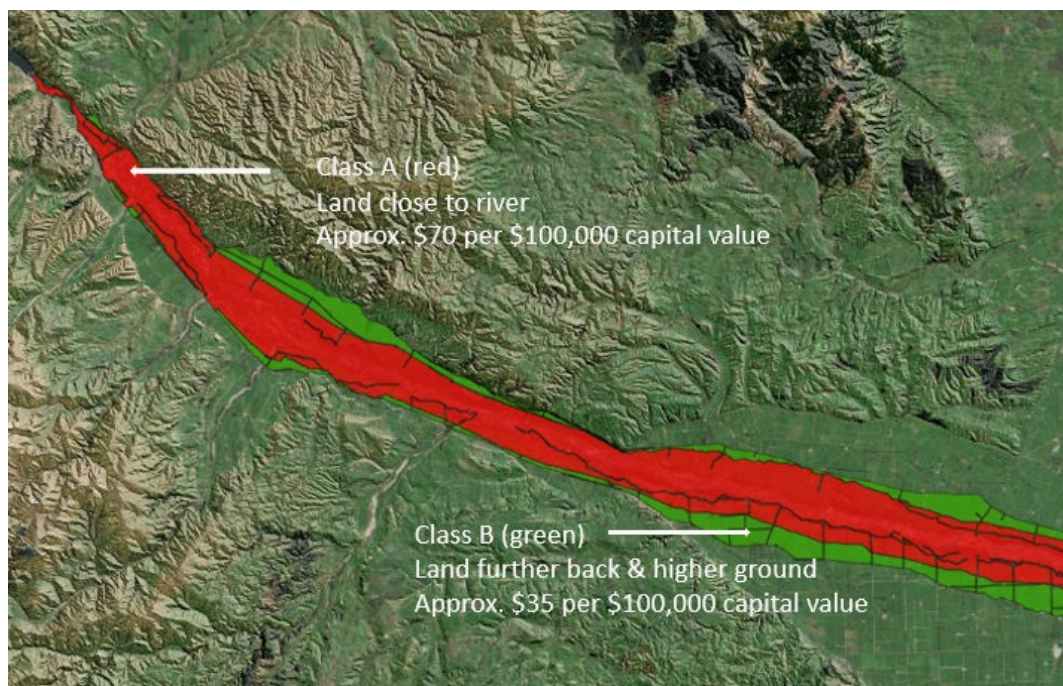 Class A (red)
Land close to river
Approx. $70 per $100,000 capital value
Class B (green)
Land further back & higher ground
Approx. $35 per $100,000 capital value